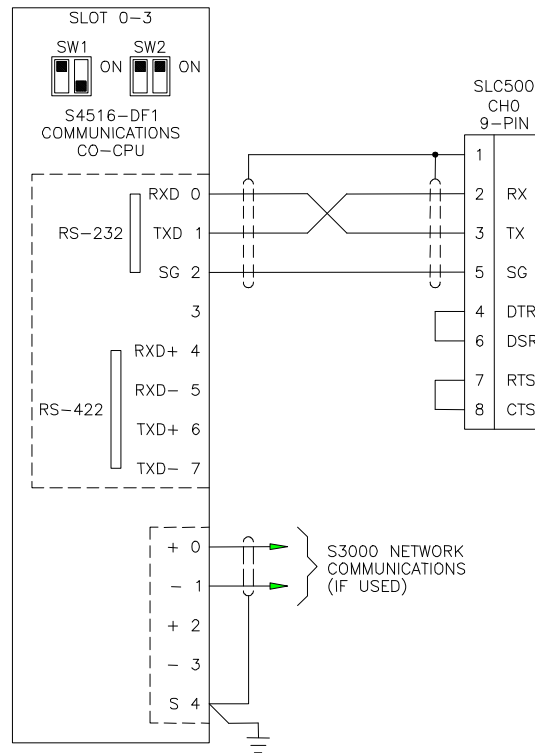 SLOT 0-3
SW1 ON SW2 ON
S4516-DF1
COMMUNICATIONS
CO-CPU
RS-232
RXD 0
TXD 1
SG 2
3
RS-422
RXD+ 4
RXD- 5
TXD+ 6
TXD- 7
+ 0
- 1
+ 2
- 3
S 4
S3000 NETWORK
COMMUNICATIONS
(IF USED)
SLC500
CH0
9-PIN
1
2 RX
3 TX
5 SG
4 DTR
6 DSR
7 RTS
8 CTS